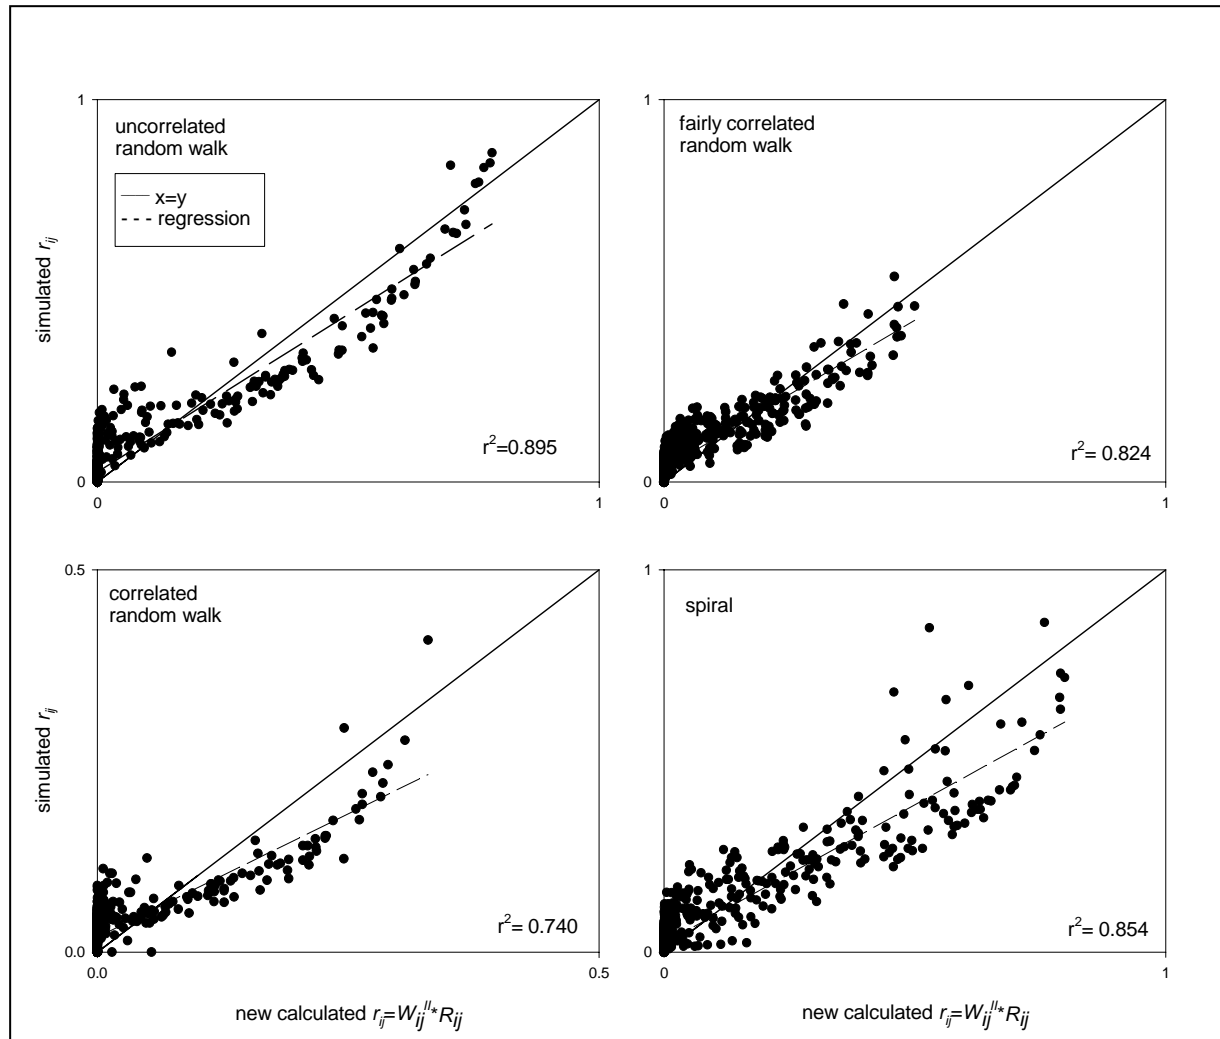 1
uncorrelated
random walk
x=y
regression
simulated r_ij
r²=0.895
0
0
1
1
fairly correlated
random walk
r²= 0.824
0
0
1
0.5
correlated
random walk
simulated r_ij
r²= 0.740
0.0
0.0
0.5
new calculated r_ij=W_ij^II*R_ij
1
spiral
r²= 0.854
0
0
1
new calculated r_ij=W_ij^II*R_ij